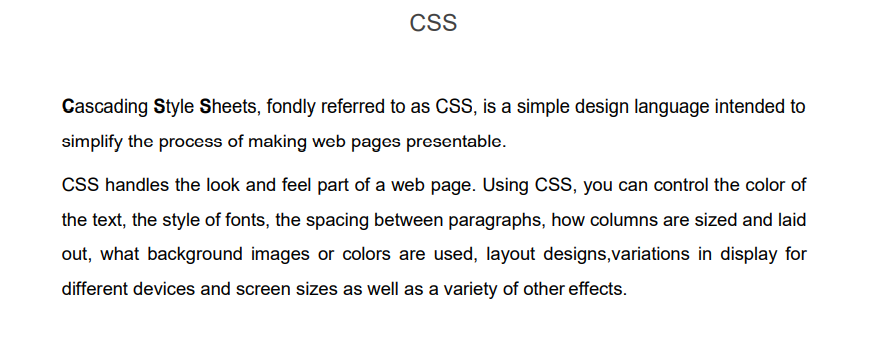 CSS
Cascading Style Sheets, fondly referred to as CSS, is a simple design language intended to
simplify the process of making web pages presentable.
CSS handles the look and feel part of a web page. Using CSS, you can control the color of
the text, the style of fonts, the spacing between paragraphs, how columns are sized and laid
out, what background images or colors are used, layout designs,variations in display for
different devices and screen sizes as well as a variety of other effects.